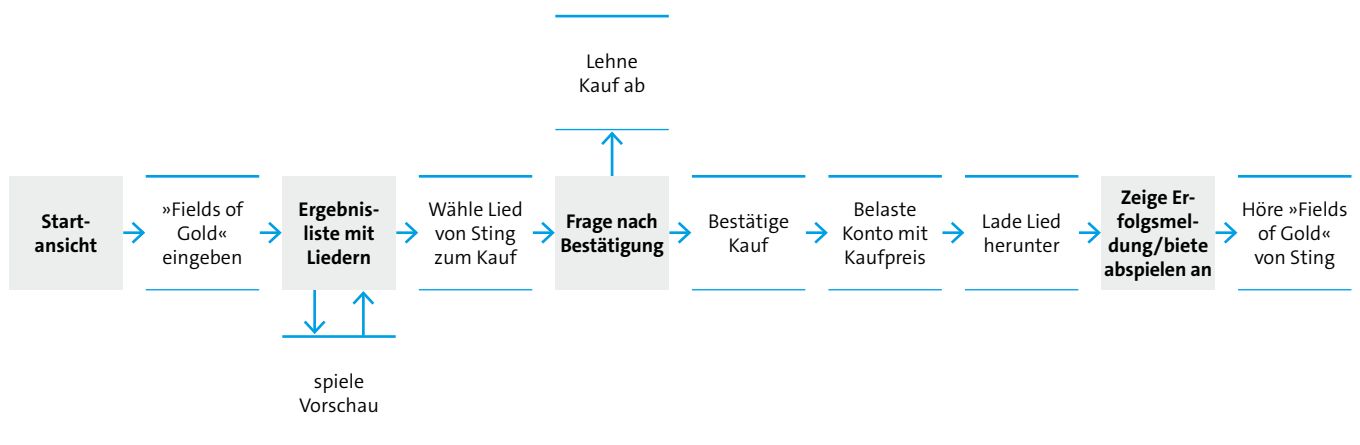 Lehne
Kauf ab
Start-
ansicht
»Fields of
Gold«
eingeben
Ergebnis-
liste mit
Liedern
Wähle Lied
von Sting
zum Kauf
Frage nach
Bestätigung
Bestätige
Kauf
Belaste
Konto mit
Kaufpreis
Lade Lied
herunter
Zeige Er-
folgsmel-
dung/biete
abspielen an
Höre »Fields
of Gold«
von Sting
spiele
Vorschau